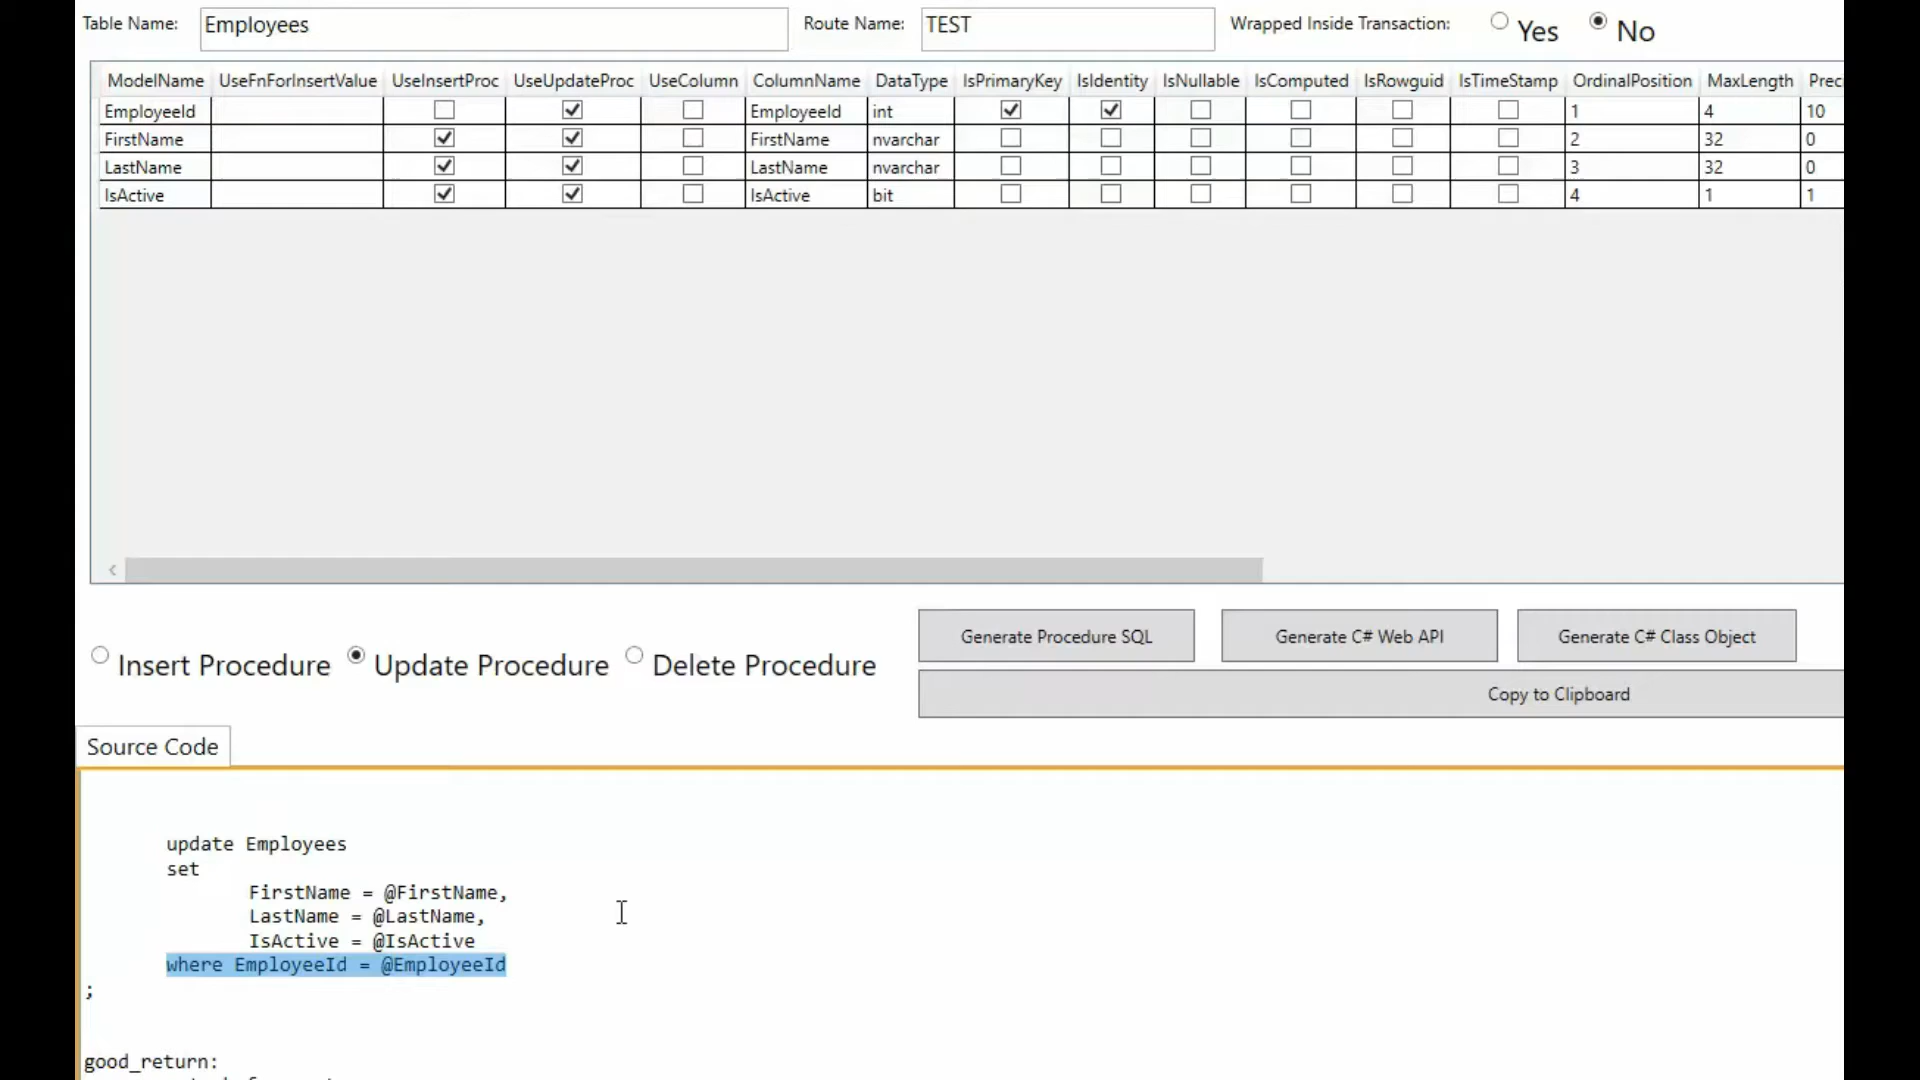 Table Name: Employees Route Name: TEST Wrapped Inside Transaction: Yes No
ModelName UseFnForInsertValue UseInsertProc UseUpdateProc UseColumn ColumnName DataType IsPrimaryKey IsIdentity IsNullable IsComputed IsRowguid IsTimeStamp OrdinalPosition MaxLength Prec
EmployeeId EmployeeId int 1 4 10
FirstName FirstName nvarchar 2 32 0
LastName LastName nvarchar 3 32 0
IsActive IsActive bit 4 1 1
Insert Procedure Update Procedure Delete Procedure Generate Procedure SQL Generate C# Web API Generate C# Class Object
Copy to Clipboard
Source Code
update Employees
set
FirstName = @FirstName,
LastName = @LastName,
IsActive = @IsActive
where EmployeeId = @EmployeeId
;
good_return: